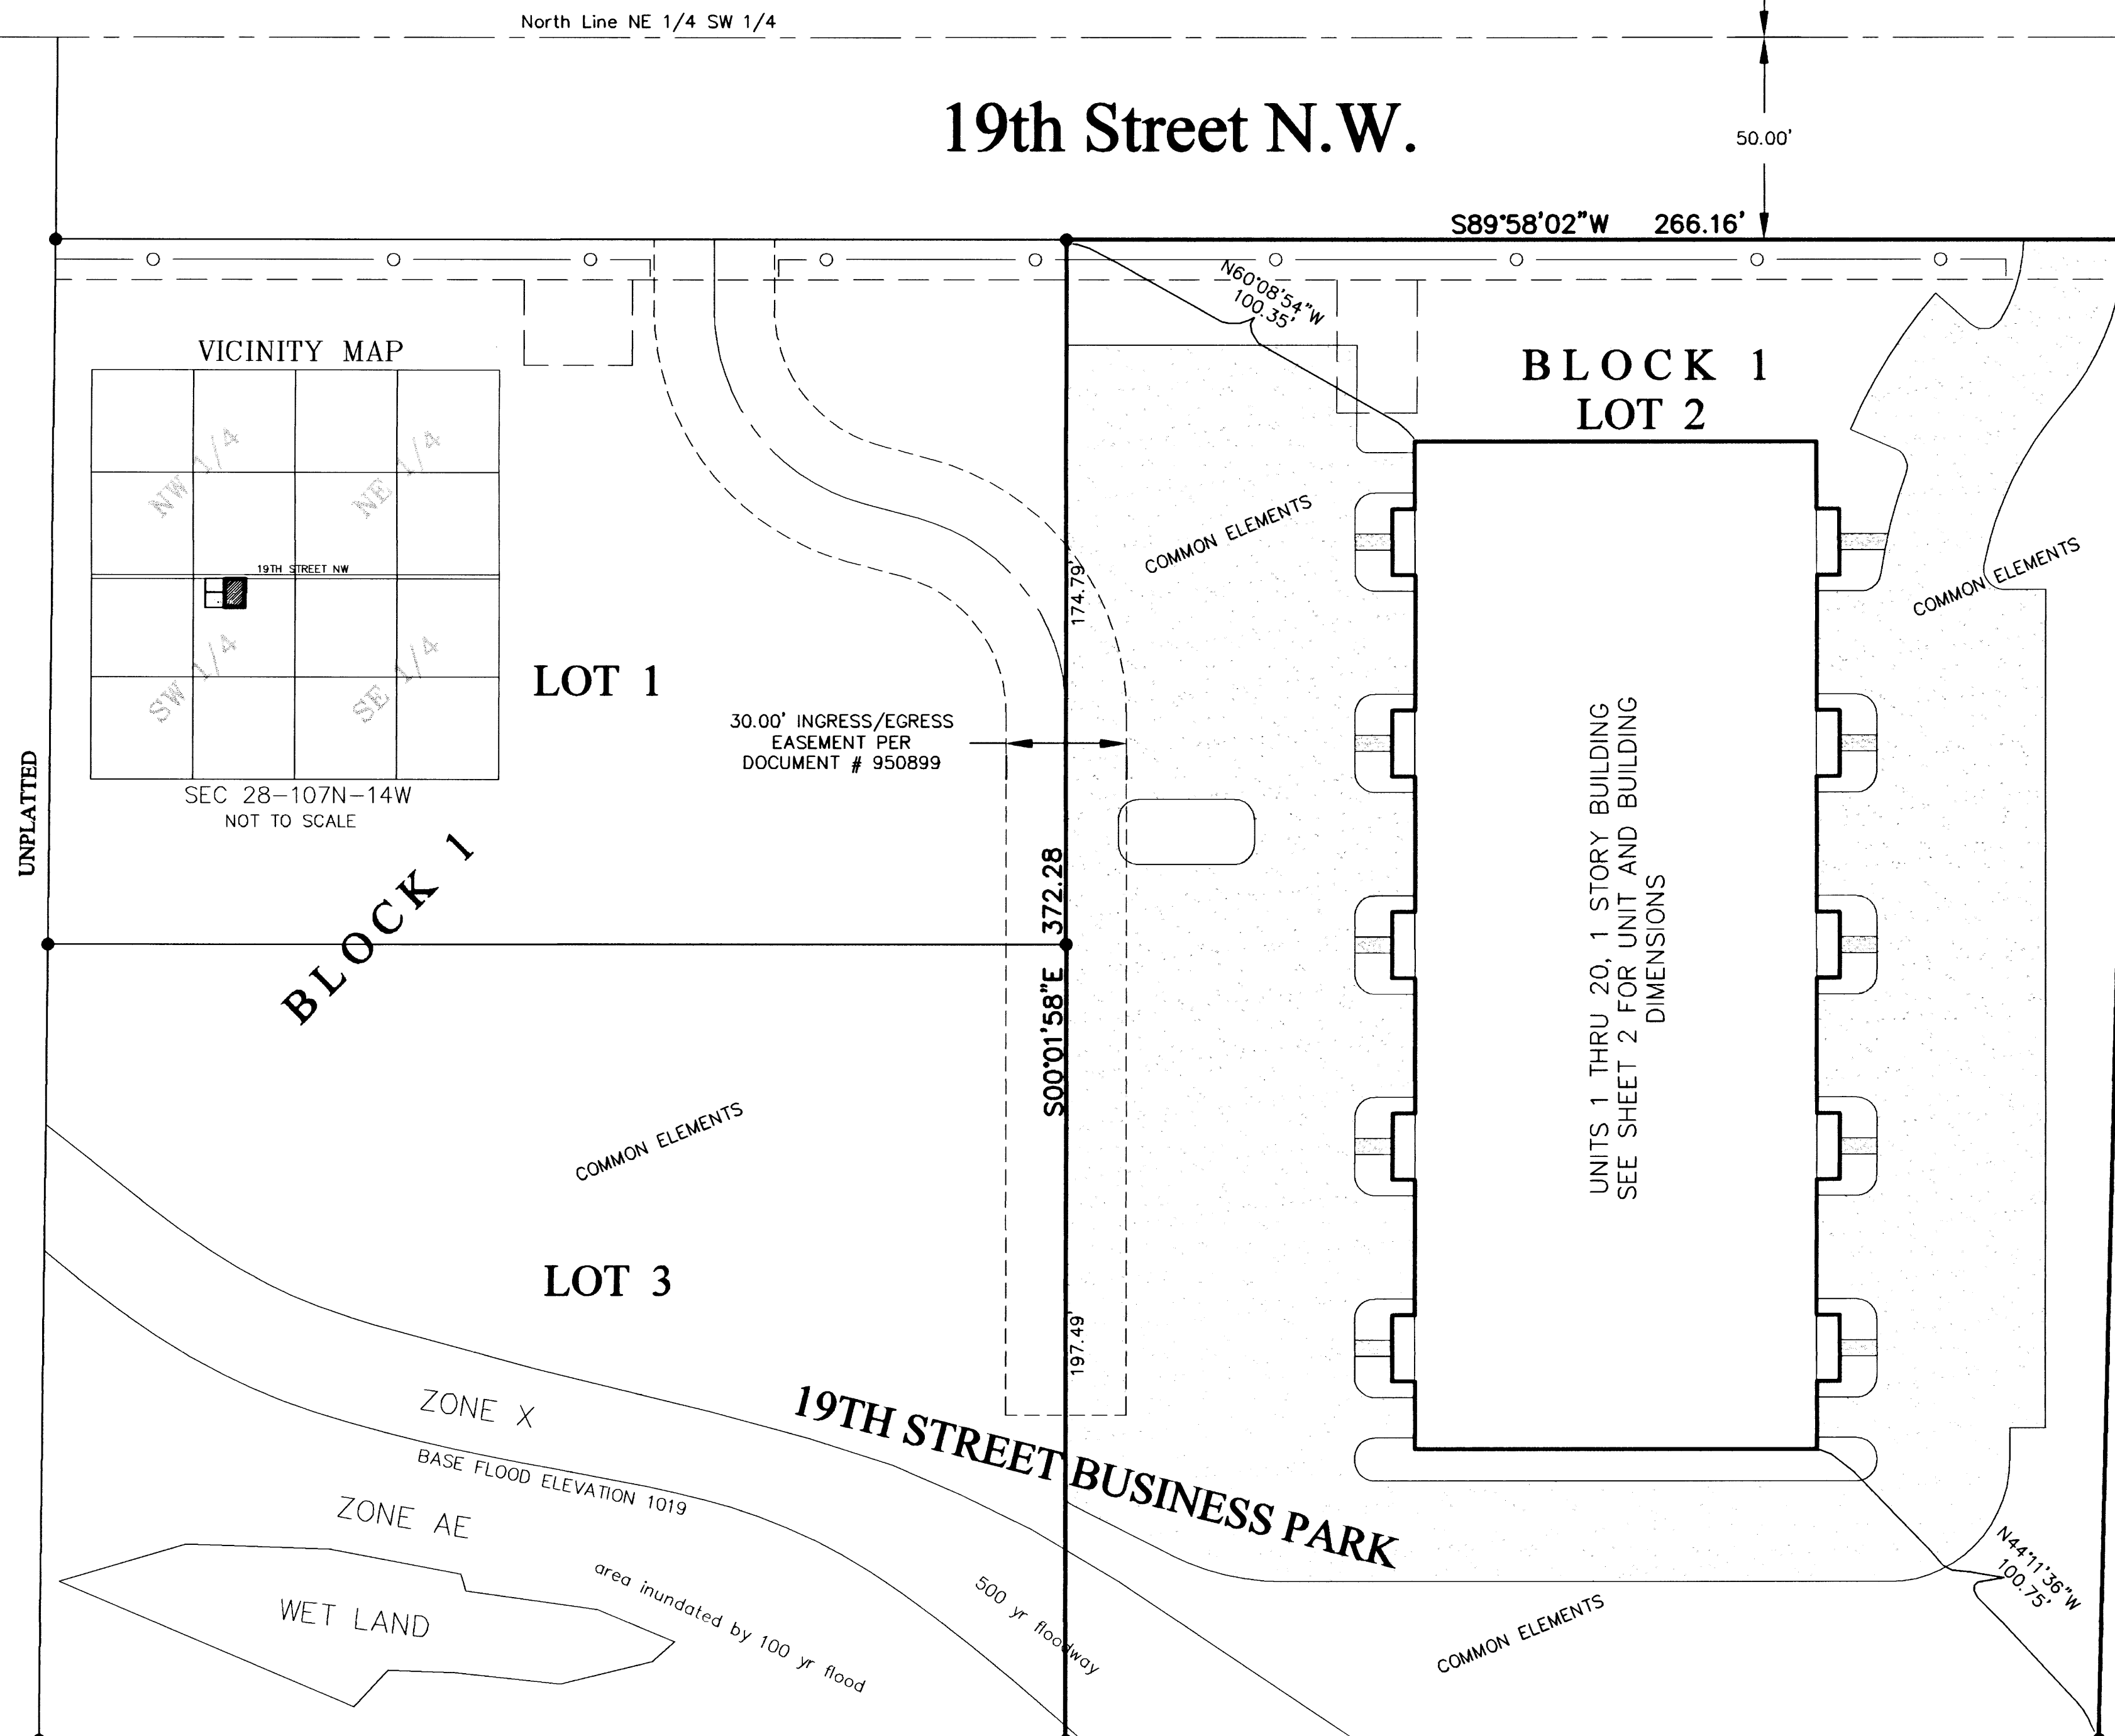 North Line NE 1/4 SW 1/4
19th Street N.W.
50.00'
S89°58'02"W 266.16'
N60°08'54"W
100.35'
VICINITY MAP
NW 1/4
NE 1/4
19TH STREET NW
SW 1/4
SE 1/4
SEC 28-107N-14W
NOT TO SCALE
BLOCK 1
LOT 2
COMMON ELEMENTS
COMMON ELEMENTS
174.79'
LOT 1
30.00' INGRESS/EGRESS
EASEMENT PER
DOCUMENT # 950899
UNPLATTED
BLOCK 1
S00°01'58"E 372.28
UNITS 1 THRU 20, 1 STORY BUILDING
SEE SHEET 2 FOR UNIT AND BUILDING
DIMENSIONS
COMMON ELEMENTS
LOT 3
197.49'
19TH STREET BUSINESS PARK
ZONE X
BASE FLOOD ELEVATION 1019
ZONE AE
WET LAND
area inundated by 100 yr flood
500 yr floodway
COMMON ELEMENTS
N44°11'36"W
100.75'